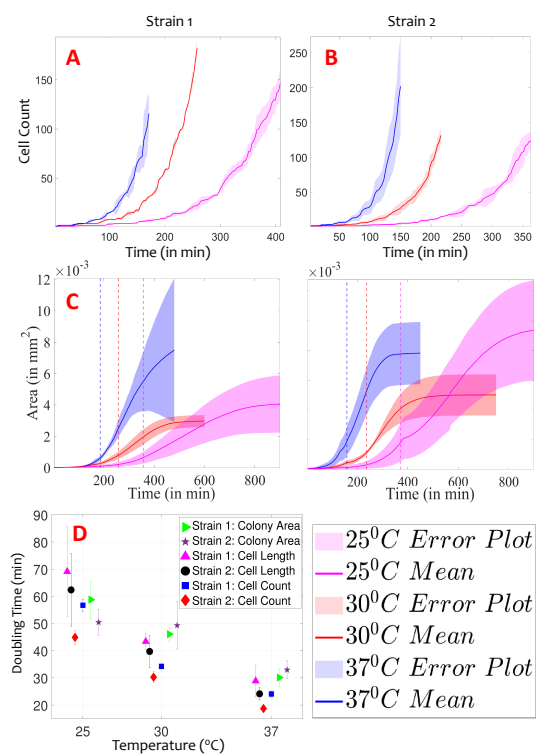 Strain 1
Strain 2
A
B
Cell Count
150
100
50
250
200
150
100
50
100
200
300
400
50
100
150
200
250
300
350
Time (in min)
Time (in min)
×10⁻³
×10⁻³
C
12
10
8
6
4
2
0
Area (in mm²)
200
400
600
800
200
400
600
800
Time (in min)
Time (in min)
D
90
80
70
60
50
40
30
20
Doubling Time (min)
Strain 1: Colony Area
Strain 2: Colony Area
Strain 1: Cell Length
Strain 2: Cell Length
Strain 1: Cell Count
Strain 2: Cell Count
25
30
37
Temperature (°C)
25⁰C Error Plot
25⁰C Mean
30⁰C Error Plot
30⁰C Mean
37⁰C Error Plot
37⁰C Mean